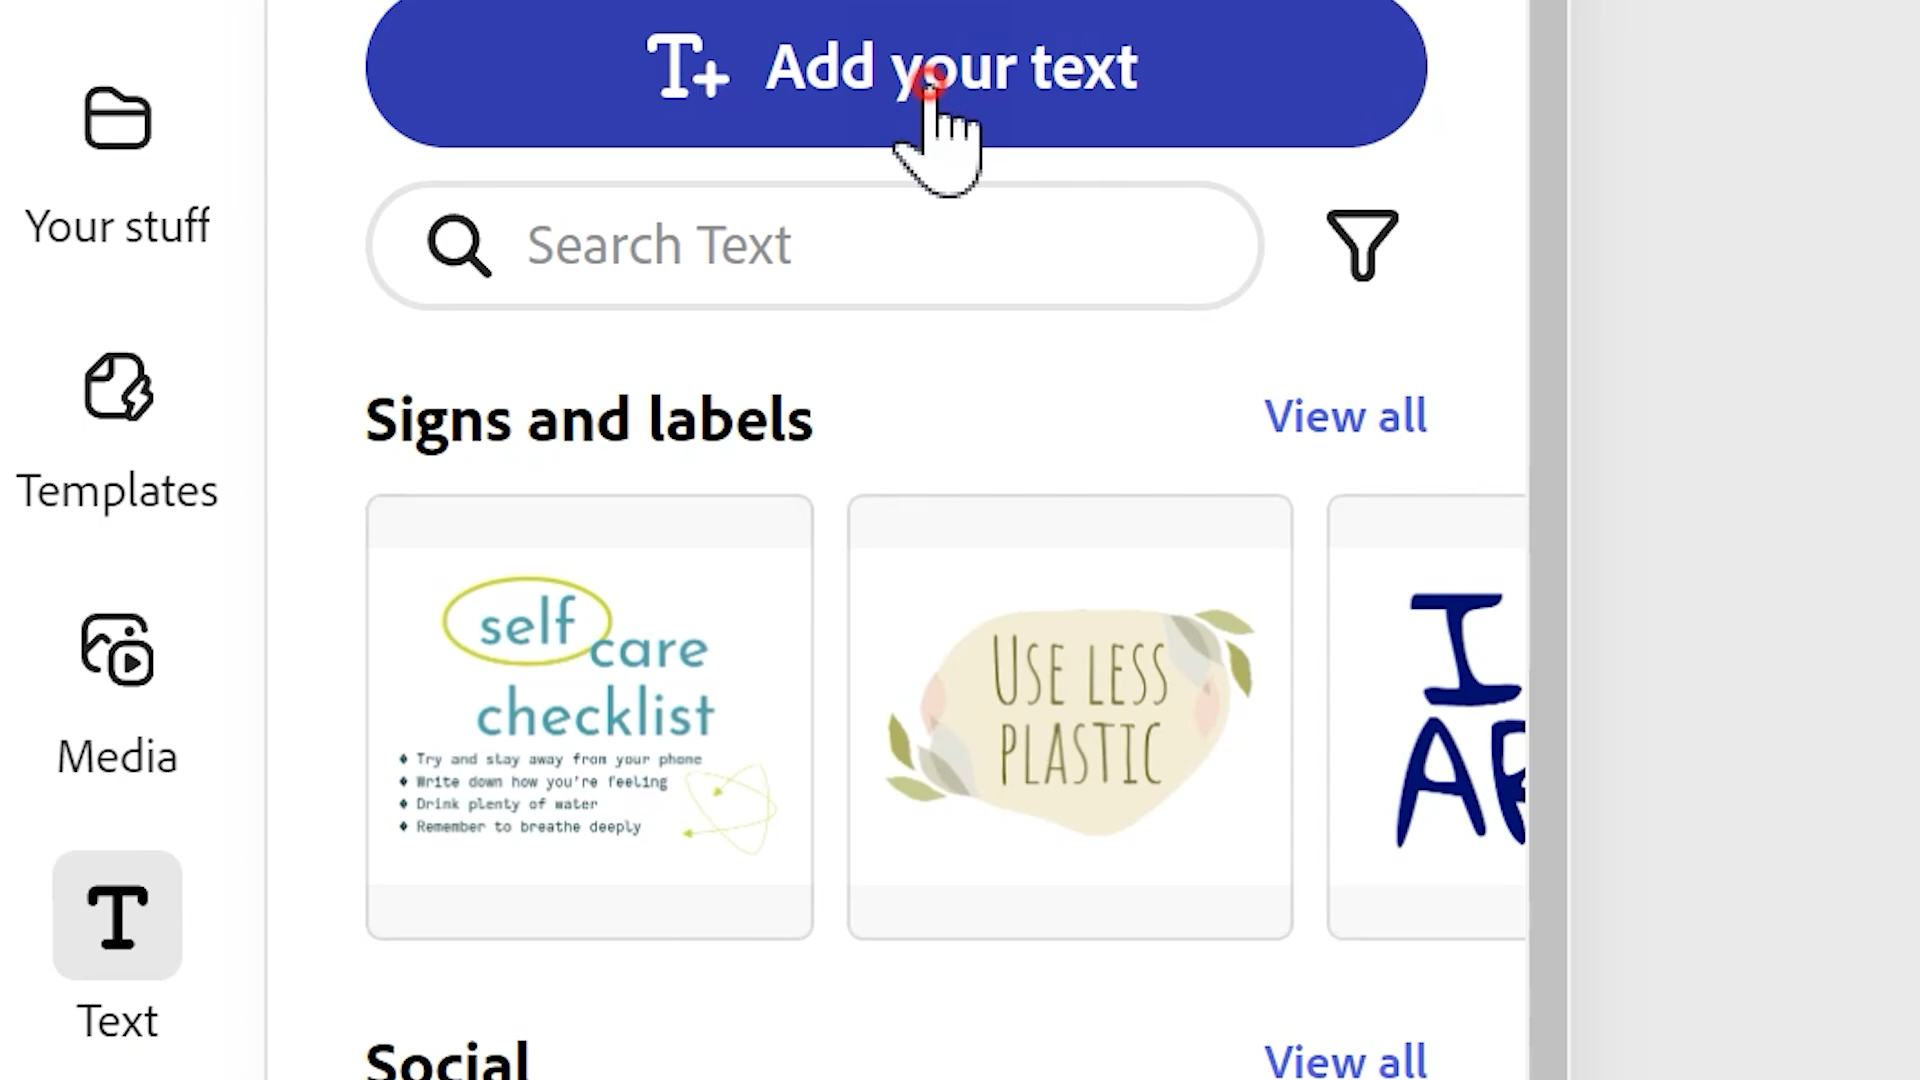 Add your text
Search Text
Your stuff
Templates
Media
Text
Signs and labels
View all
self
care
checklist
Try and stay away from your phone
Write down how you're feeling
Drink plenty of water
Remember to breathe deeply
USE LESS
PLASTIC
I
Social
View all